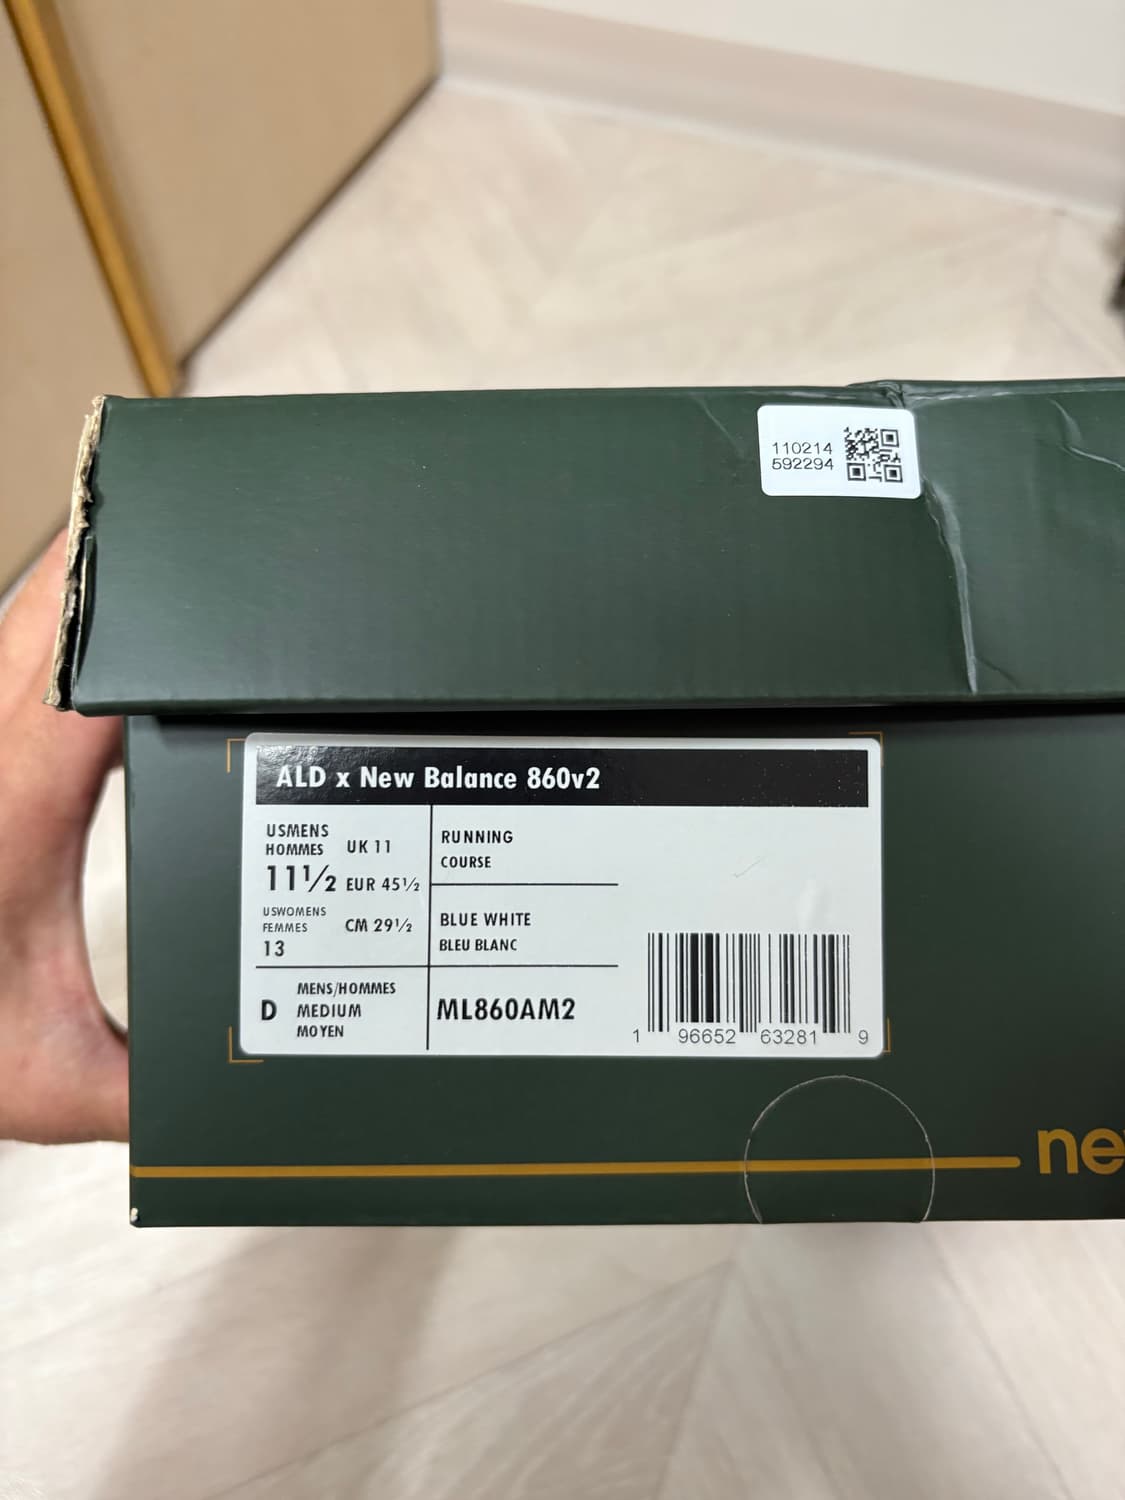 110214
592294
ALD x New Balance 860v2
USMENS
HOMMES
11½
UK 11
EUR 45½
USWOMENS
FEMMES
13
CM 29½
RUNNING
COURSE
BLUE WHITE
BLEU BLANC
D
MENS/HOMMES
MEDIUM
MOYEN
ML860AM2
1 96652 63281 9
ne